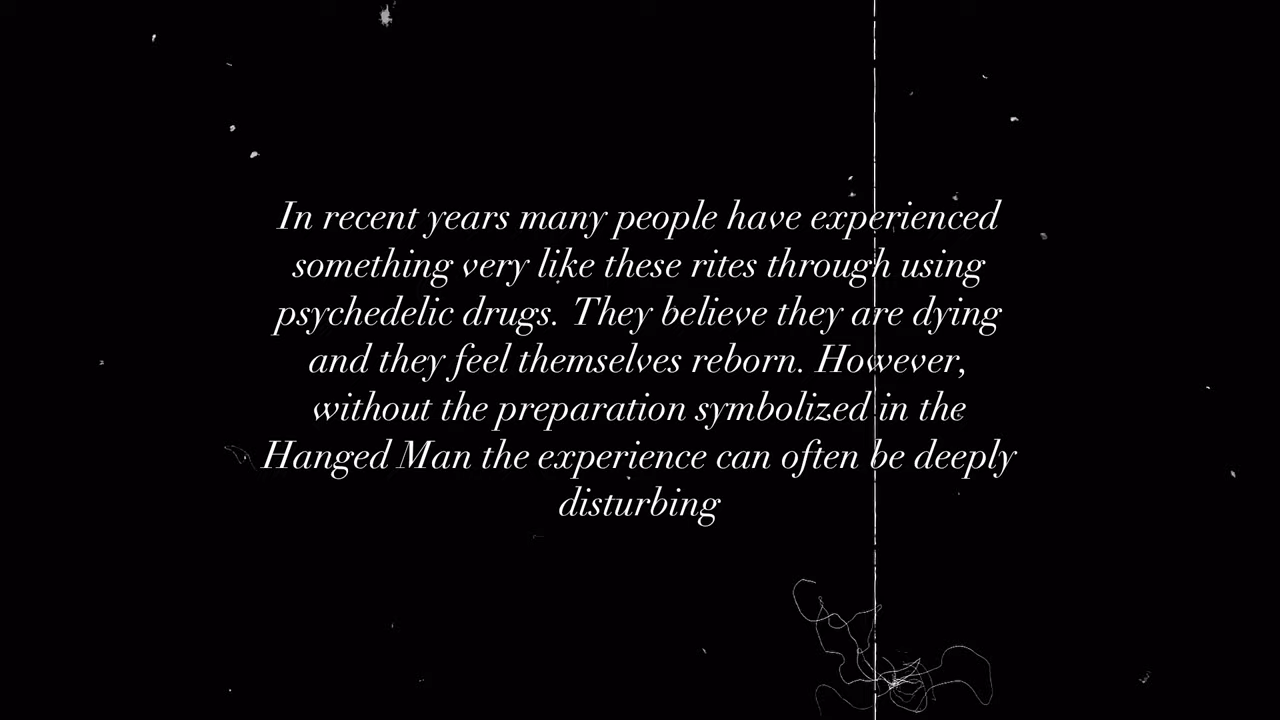 In recent years many people have experienced
something very like these rites through using
psychedelic drugs. They believe they are dying
and they feel themselves reborn. However,
without the preparation symbolized in the
Hanged Man the experience can often be deeply
disturbing